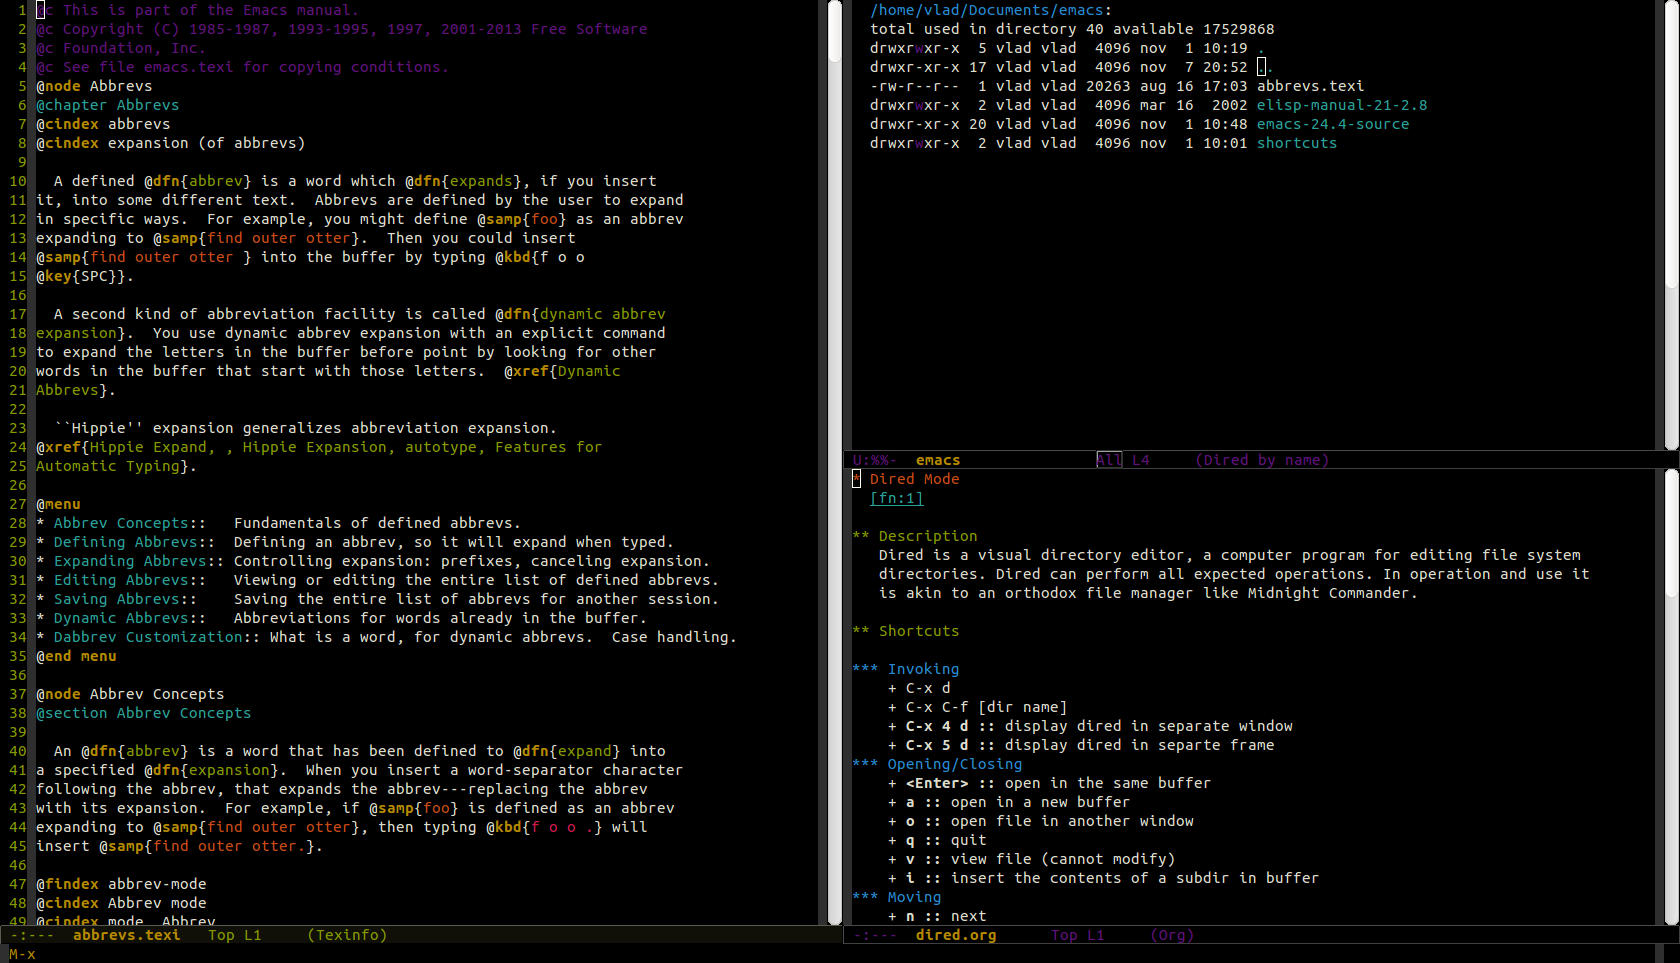 1 @c This is part of the Emacs manual.
2 @c Copyright (C) 1985-1987, 1993-1995, 1997, 2001-2013 Free Software
3 @c Foundation, Inc.
4 @c See file emacs.texi for copying conditions.
5 @node Abbrevs
6 @chapter Abbrevs
7 @cindex abbrevs
8 @cindex expansion (of abbrevs)
9
10   A defined @dfn{abbrev} is a word which @dfn{expands}, if you insert
11 it, into some different text.  Abbrevs are defined by the user to expand
12 in specific ways.  For example, you might define @samp{foo} as an abbrev
13 expanding to @samp{find outer otter}.  Then you could insert
14 @samp{find outer otter } into the buffer by typing @kbd{f o o
15 @key{SPC}}.
16
17   A second kind of abbreviation facility is called @dfn{dynamic abbrev
18 expansion}.  You use dynamic abbrev expansion with an explicit command
19 to expand the letters in the buffer before point by looking for other
20 words in the buffer that start with those letters.  @xref{Dynamic
21 Abbrevs}.
22
23   ``Hippie'' expansion generalizes abbreviation expansion.
24 @xref{Hippie Expand, , Hippie Expansion, autotype, Features for
25 Automatic Typing}.
26
27 @menu
28 * Abbrev Concepts::   Fundamentals of defined abbrevs.
29 * Defining Abbrevs::  Defining an abbrev, so it will expand when typed.
30 * Expanding Abbrevs:: Controlling expansion: prefixes, canceling expansion.
31 * Editing Abbrevs::   Viewing or editing the entire list of defined abbrevs.
32 * Saving Abbrevs::    Saving the entire list of abbrevs for another session.
33 * Dynamic Abbrevs::   Abbreviations for words already in the buffer.
34 * Dabbrev Customization:: What is a word, for dynamic abbrevs.  Case handling.
35 @end menu
36
37 @node Abbrev Concepts
38 @section Abbrev Concepts
39
40   An @dfn{abbrev} is a word that has been defined to @dfn{expand} into
41 a specified @dfn{expansion}.  When you insert a word-separator character
42 following the abbrev, that expands the abbrev---replacing the abbrev
43 with its expansion.  For example, if @samp{foo} is defined as an abbrev
44 expanding to @samp{find outer otter}, then typing @kbd{f o o .} will
45 insert @samp{find outer otter.}.
46
47 @findex abbrev-mode
48 @cindex Abbrev mode
49 @cindex mode, Abbrev
-:---  abbrevs.texi   Top L1     (Texinfo)
M-x
/home/vlad/Documents/emacs:
total used in directory 40 available 17529868
drwxrwxr-x  5 vlad vlad  4096 nov  1 10:19 .
drwxr-xr-x 17 vlad vlad  4096 nov  7 20:52 ..
-rw-r--r--  1 vlad vlad 20263 aug 16 17:03 abbrevs.texi
drwxrwxr-x  2 vlad vlad  4096 mar 16  2002 elisp-manual-21-2.8
drwxr-xr-x 20 vlad vlad  4096 nov  1 10:48 emacs-24.4-source
drwxrwxr-x  2 vlad vlad  4096 nov  1 10:01 shortcuts
U:%%-  emacs               All L4     (Dired by name)
* Dired Mode
[fn:1]
** Description
Dired is a visual directory editor, a computer program for editing file system
directories. Dired can perform all expected operations. In operation and use it
is akin to an orthodox file manager like Midnight Commander.
** Shortcuts
*** Invoking
+ C-x d
+ C-x C-f [dir name]
+ C-x 4 d :: display dired in separate window
+ C-x 5 d :: display dired in separte frame
*** Opening/Closing
+ <Enter> :: open in the same buffer
+ a :: open in a new buffer
+ o :: open file in another window
+ q :: quit
+ v :: view file (cannot modify)
+ i :: insert the contents of a subdir in buffer
*** Moving
+ n :: next
-:---  dired.org      Top L1     (Org)